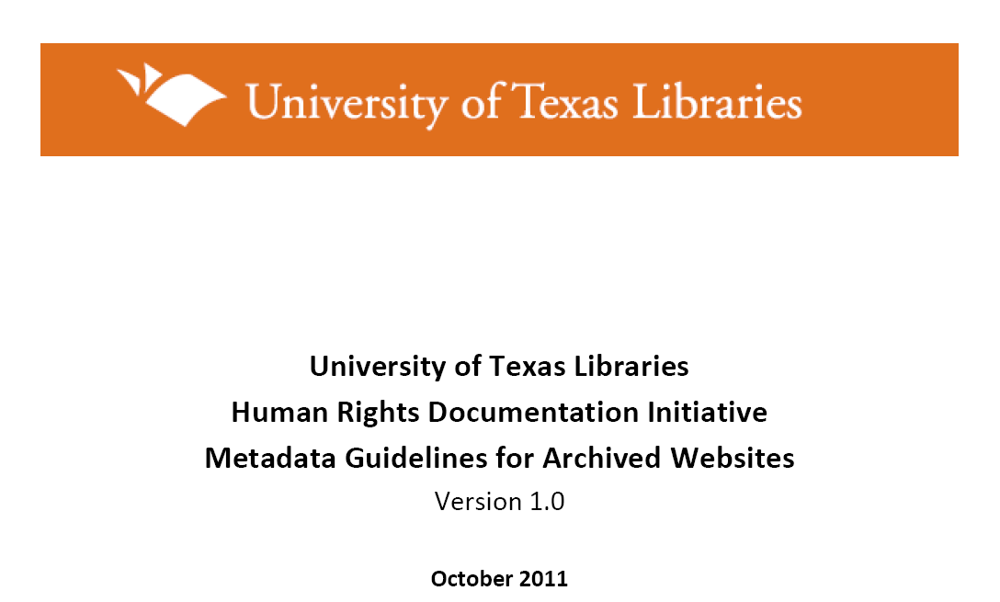 University of Texas Libraries
University of Texas Libraries
Human Rights Documentation Initiative
Metadata Guidelines for Archived Websites
Version 1.0
October 2011